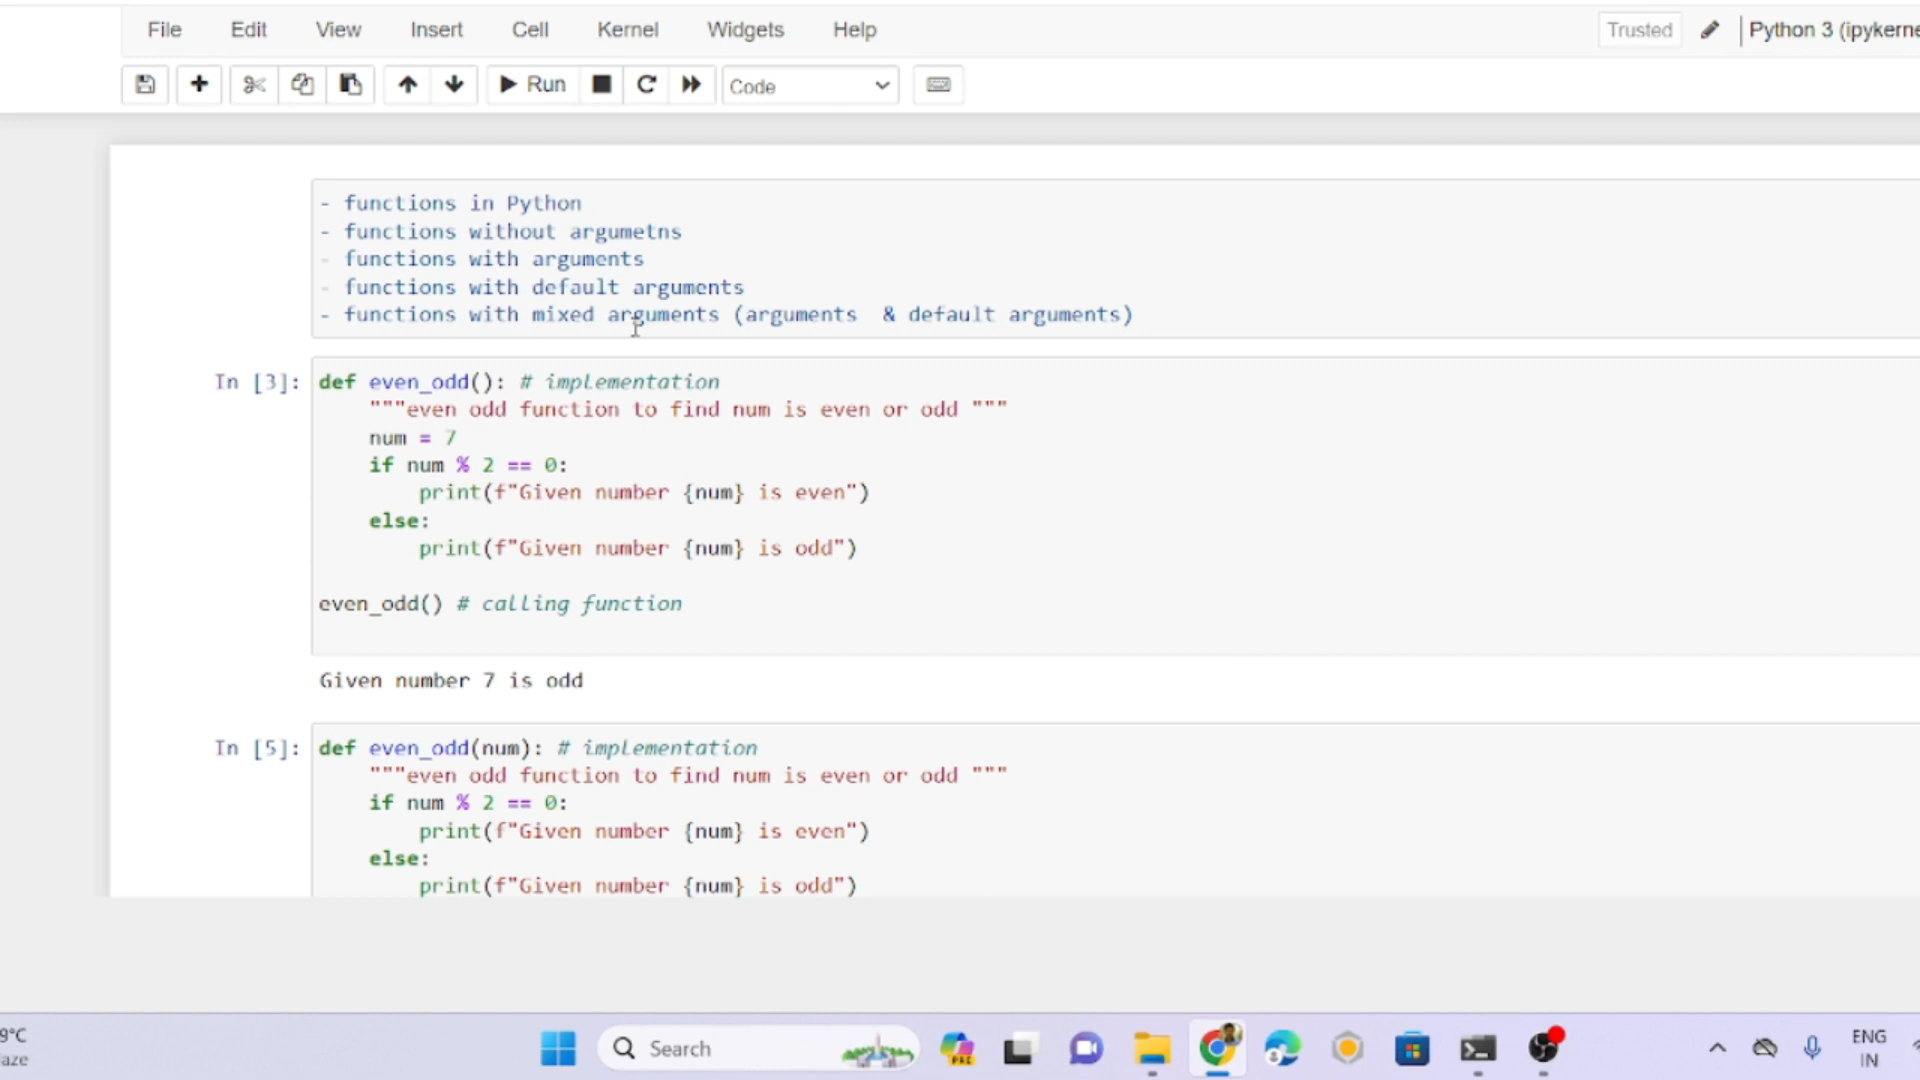 File Edit View Insert Cell Kernel Widgets Help Trusted Python 3 (ipykerne
Run Code
- functions in Python
- functions without argumetns
- functions with arguments
- functions with default arguments
- functions with mixed arguments (arguments  & default arguments)
In [3]: def even_odd(): # implementation
"""even odd function to find num is even or odd """
num = 7
if num % 2 == 0:
print(f"Given number {num} is even")
else:
print(f"Given number {num} is odd")
even_odd() # calling function
Given number 7 is odd
In [5]: def even_odd(num): # implementation
"""even odd function to find num is even or odd """
if num % 2 == 0:
print(f"Given number {num} is even")
else:
print(f"Given number {num} is odd")
9°C
aze
Search
PRE
ENG
IN